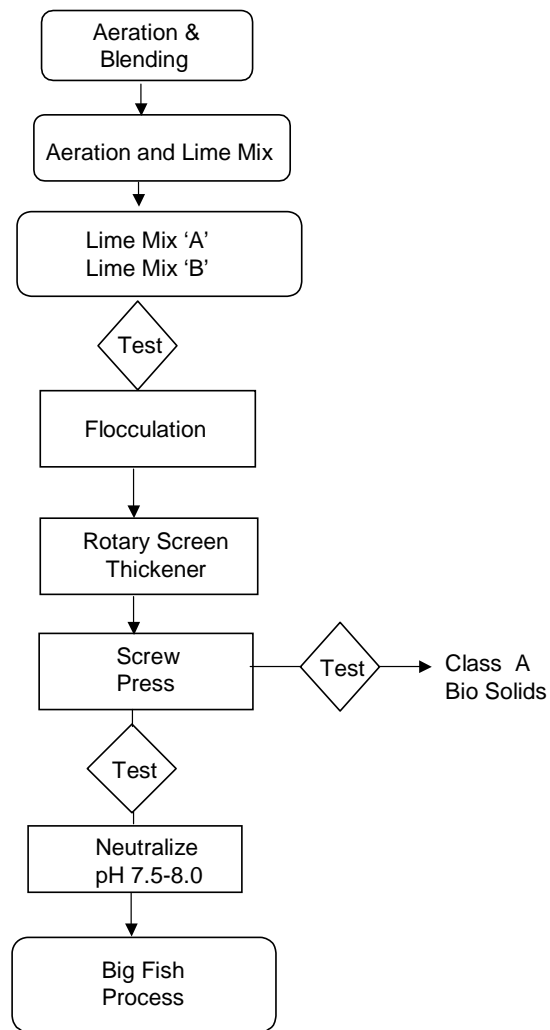 Aeration &
Blending
Aeration and Lime Mix
Lime Mix ‘A’
Lime Mix ‘B’
Test
Flocculation
Rotary Screen
Thickener
Screw
Press
Test
Class A
Bio Solids
Test
Neutralize
pH 7.5-8.0
Big Fish
Process